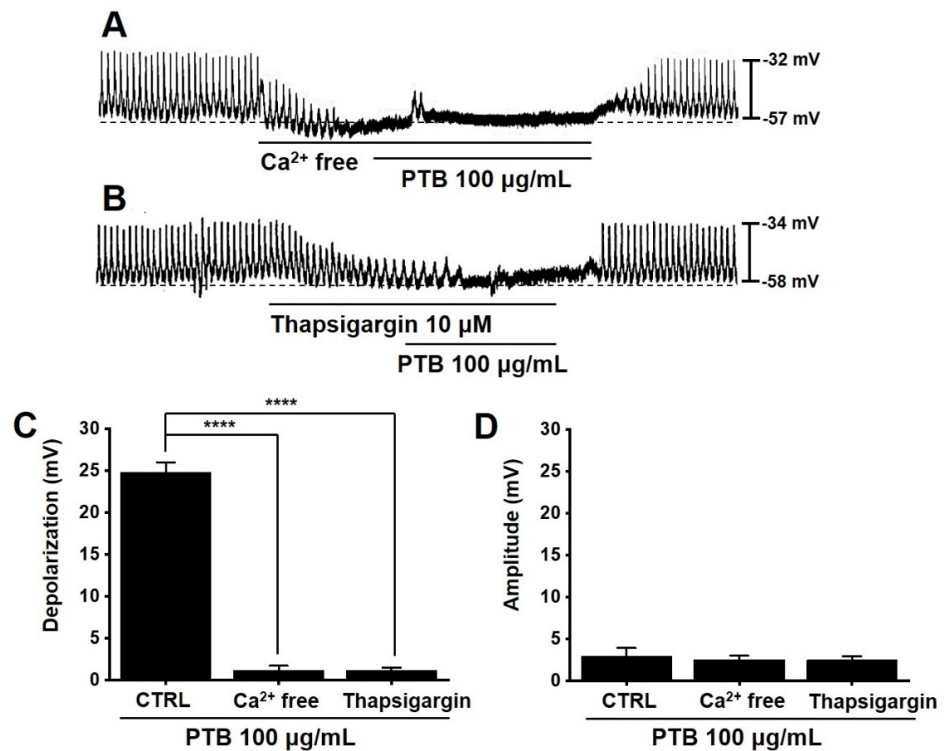 A
-32 mV
-57 mV
Ca²⁺ free
PTB 100 µg/mL
B
-34 mV
-58 mV
Thapsigargin 10 µM
PTB 100 µg/mL
C
****
****
Depolarization (mV)
30
25
20
15
10
5
0
CTRL Ca²⁺ free Thapsigargin
PTB 100 µg/mL
D
Amplitude (mV)
30
25
20
15
10
5
0
CTRL Ca²⁺ free Thapsigargin
PTB 100 µg/mL